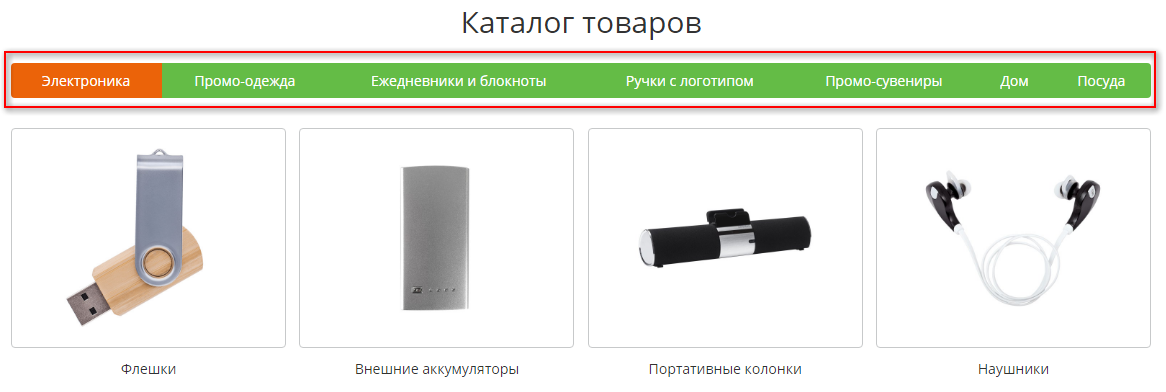 Каталог товаров
Электроника Промо-одежда Ежедневники и блокноты Ручки с логотипом Промо-сувениры Дом Посуда
Флешки Внешние аккумуляторы Портативные колонки Наушники